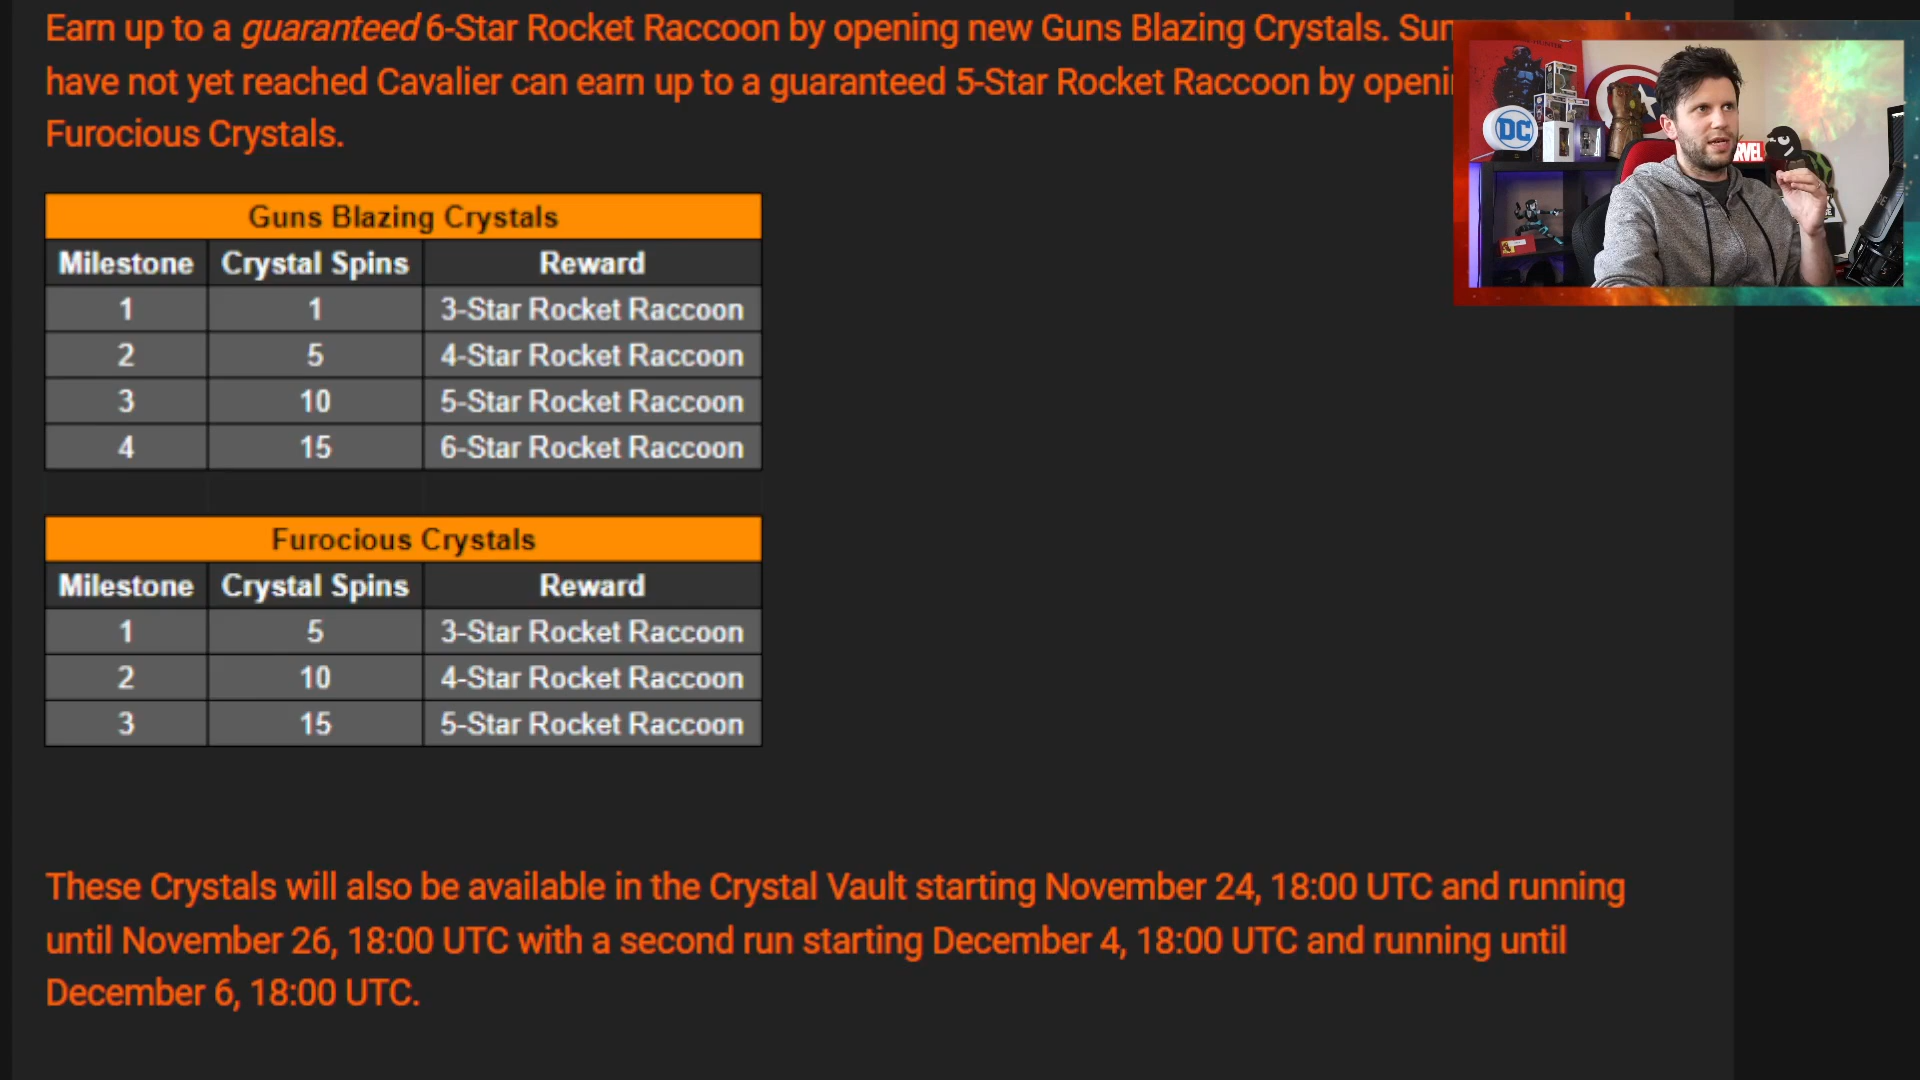 Earn up to a guaranteed 6-Star Rocket Raccoon by opening new Guns Blazing Crystals.
have not yet reached Cavalier can earn up to a guaranteed 5-Star Rocket Raccoon by
Furocious Crystals.
Guns Blazing Crystals
Milestone Crystal Spins Reward
1 1 3-Star Rocket Raccoon
2 5 4-Star Rocket Raccoon
3 10 5-Star Rocket Raccoon
4 15 6-Star Rocket Raccoon
Furocious Crystals
Milestone Crystal Spins Reward
1 5 3-Star Rocket Raccoon
2 10 4-Star Rocket Raccoon
3 15 5-Star Rocket Raccoon
These Crystals will also be available in the Crystal Vault starting November 24, 18:00 UTC and running
until November 26, 18:00 UTC with a second run starting December 4, 18:00 UTC and running until
December 6, 18:00 UTC.
DC